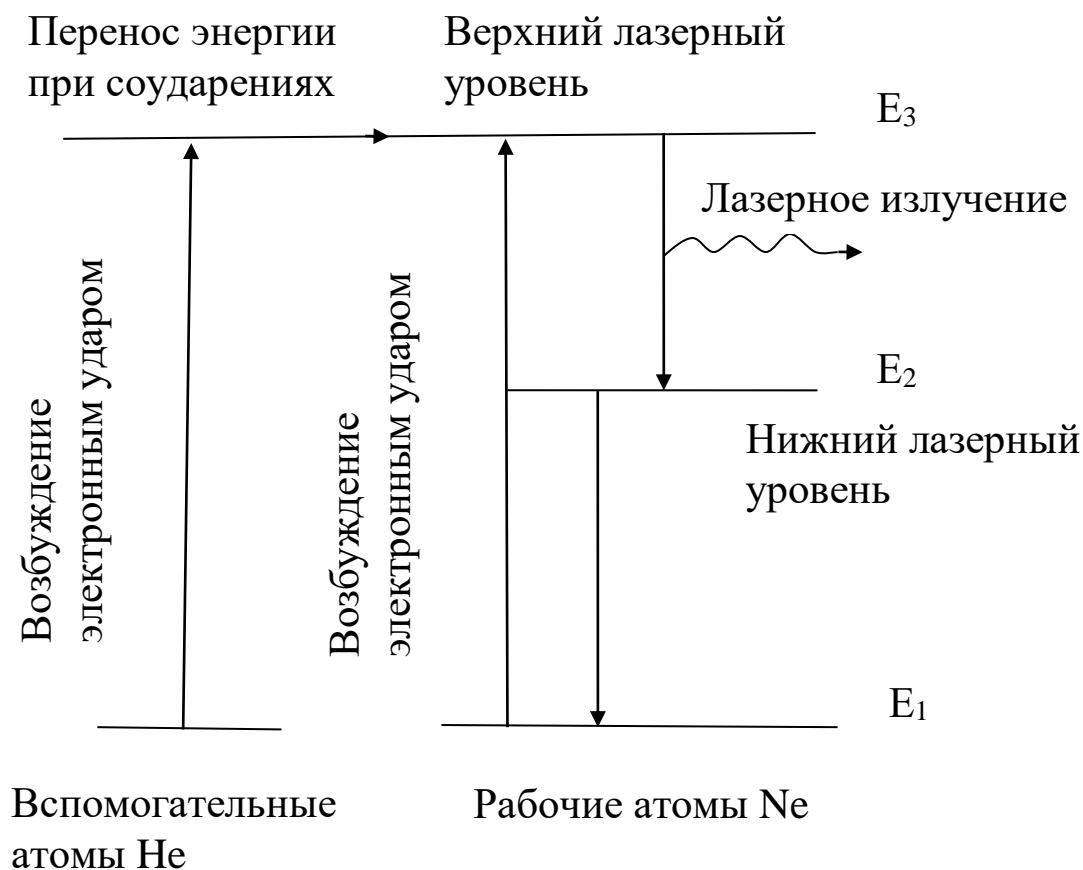 Перенос энергии
при соударениях
Верхний лазерный
уровень
E3
Лазерное излучение
Возбуждение
электронным ударом
Возбуждение
электронным ударом
E2
Нижний лазерный
уровень
E1
Вспомогательные
атомы He
Рабочие атомы Ne